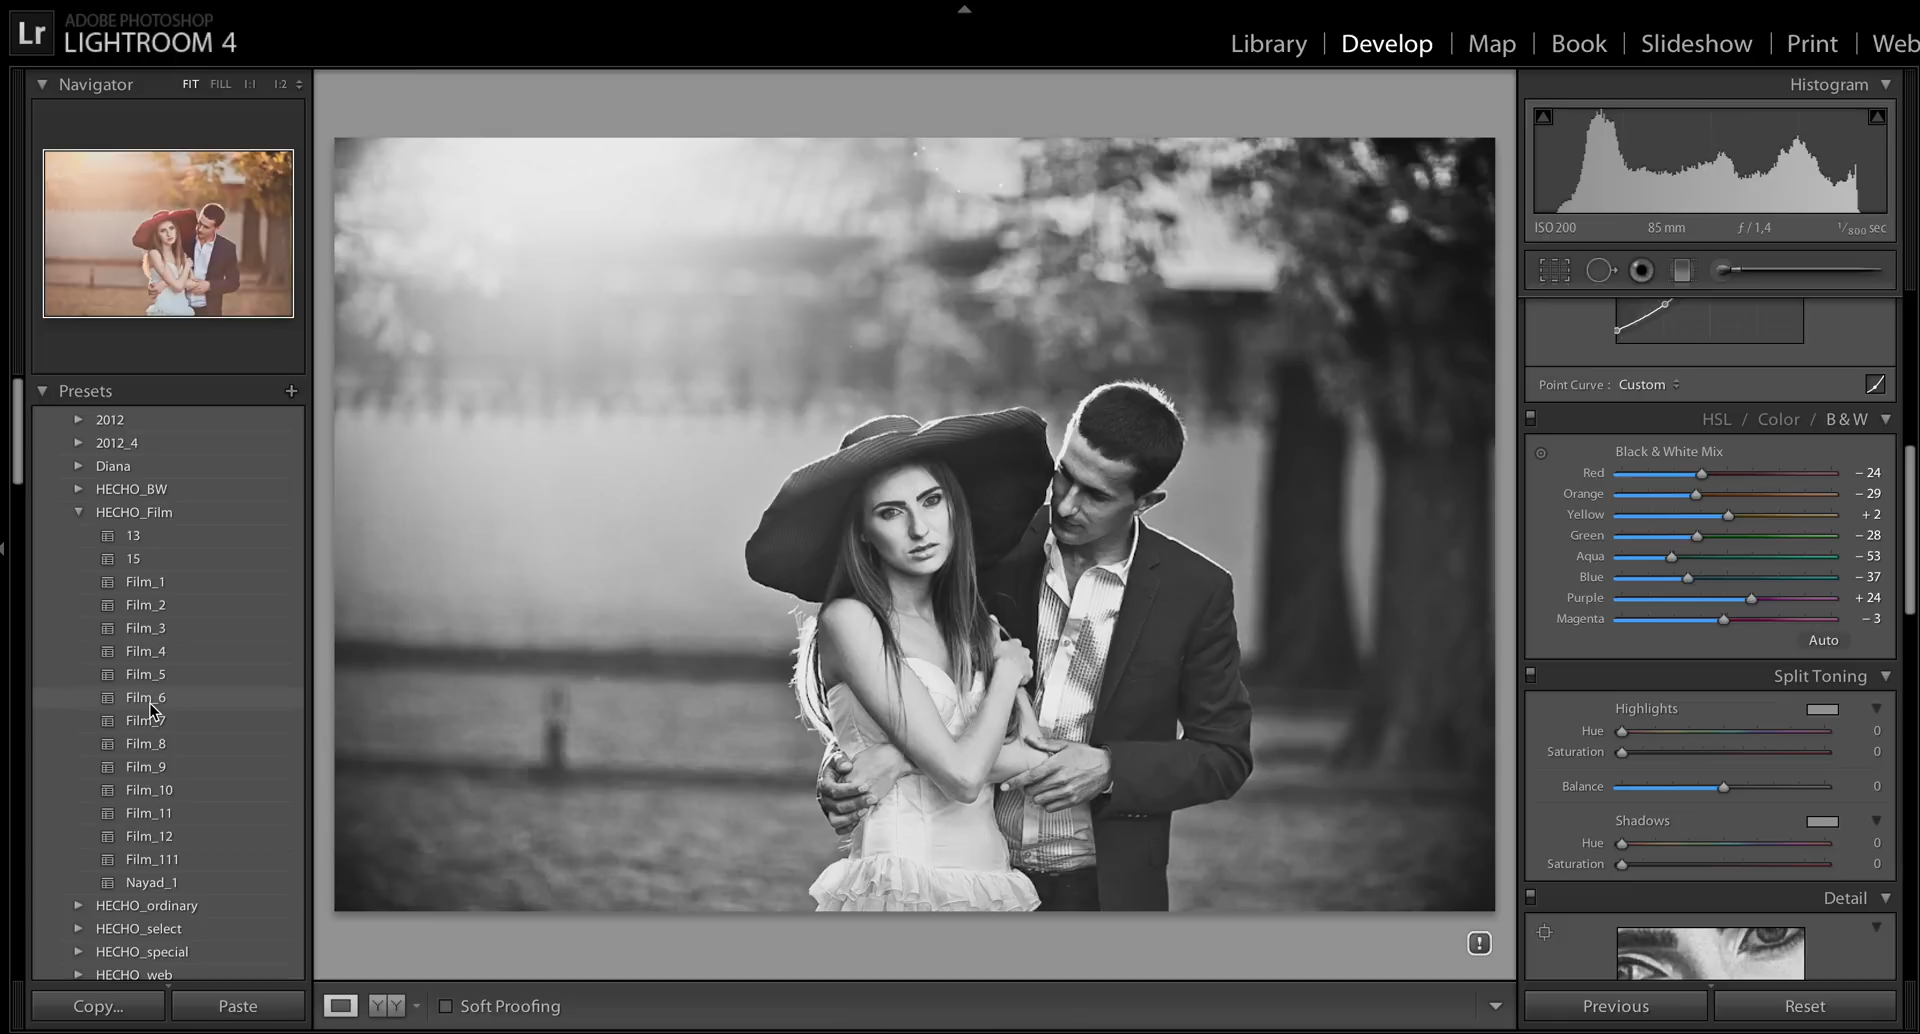 Lr ADOBE PHOTOSHOP
LIGHTROOM 4
Library | Develop | Map | Book | Slideshow | Print | Web
Navigator FIT FILL 1:1 1:2
Presets +
2012
2012_4
Diana
HECHO_BW
HECHO_Film
13
15
Film_1
Film_2
Film_3
Film_4
Film_5
Film_6
Film_7
Film_8
Film_9
Film_10
Film_11
Film_12
Film_111
Nayad_1
HECHO_ordinary
HECHO_select
HECHO_special
HECHO_web
Copy... Paste
YY Soft Proofing
Histogram
ISO 200 85 mm ƒ / 1,4 1/800 sec
Point Curve : Custom
HSL / Color / B & W
Black & White Mix
Red − 24
Orange − 29
Yellow + 2
Green − 28
Aqua − 53
Blue − 37
Purple + 24
Magenta − 3
Auto
Split Toning
Highlights
Hue 0
Saturation 0
Balance 0
Shadows
Hue 0
Saturation 0
Detail
Previous Reset